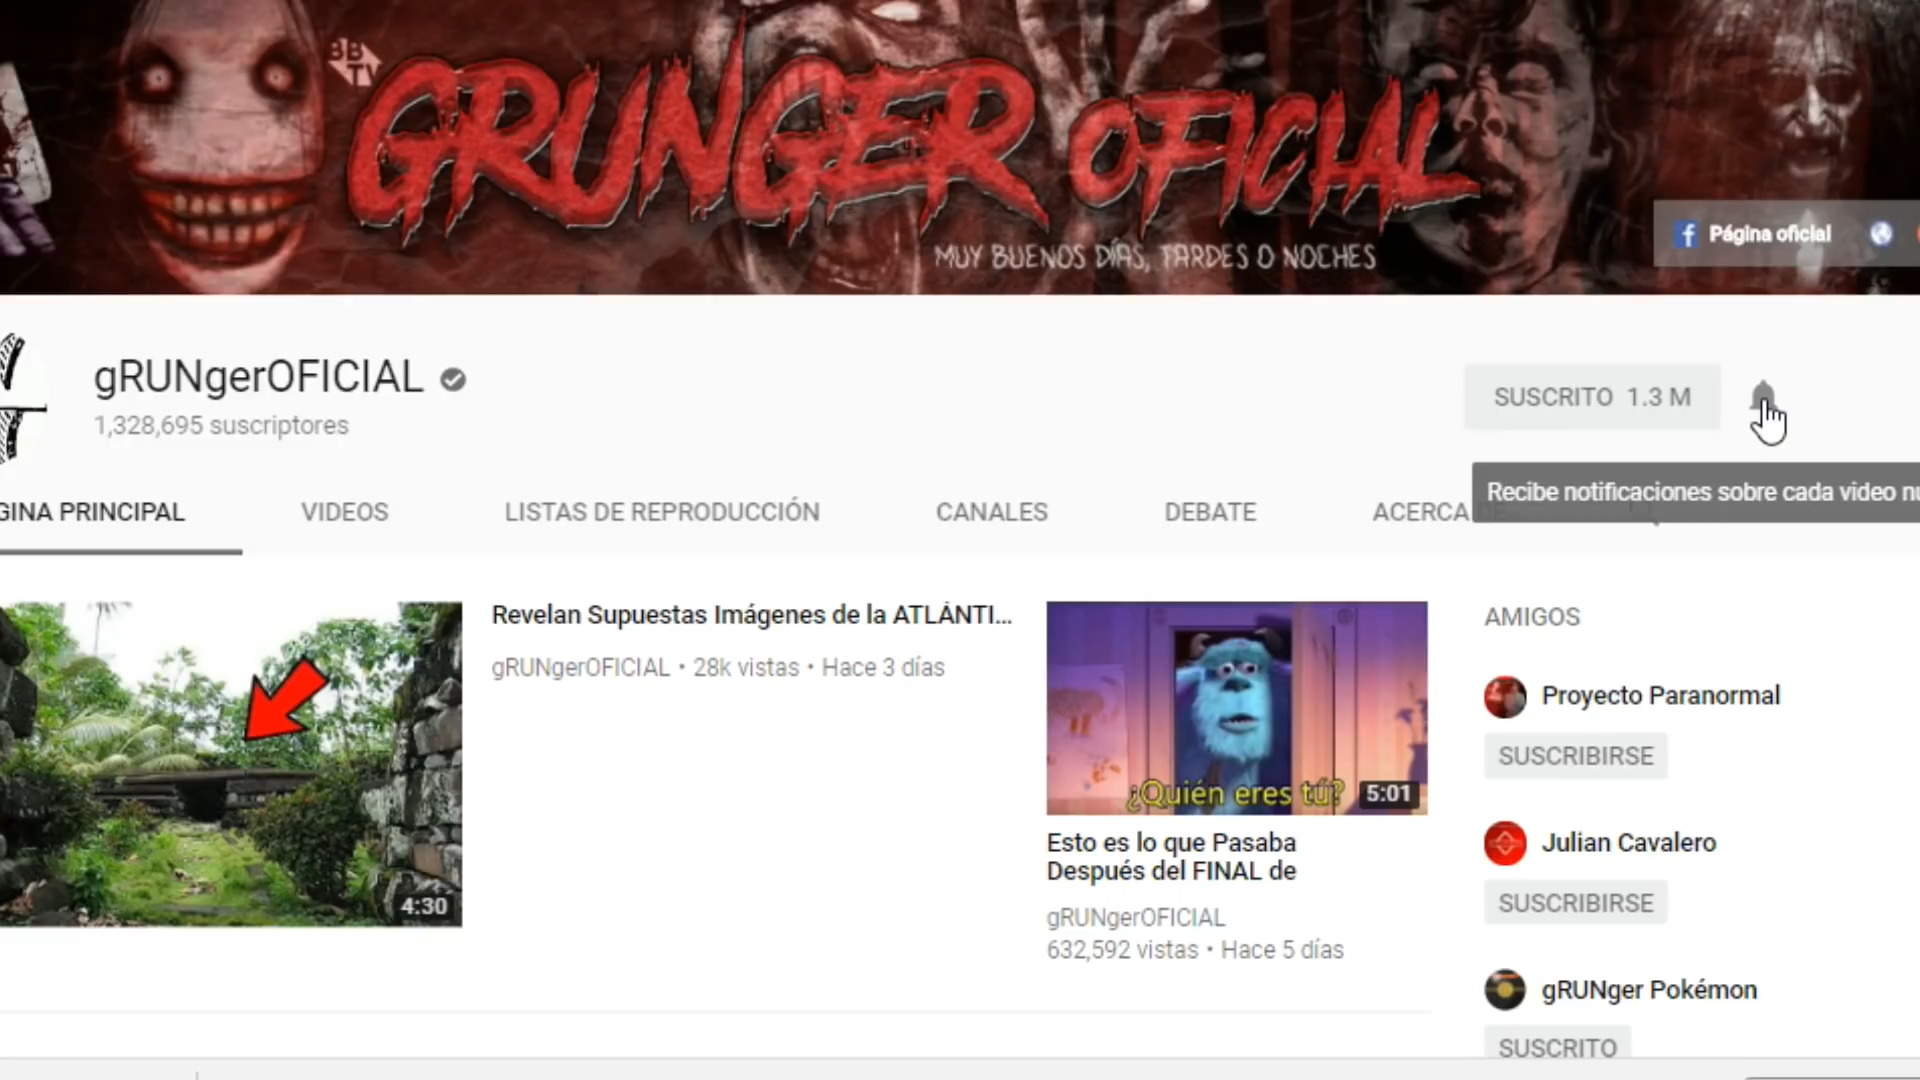 BB
TV
GRUNGER OFICIAL
MUY BUENOS DÍAS, TARDES O NOCHES
Página oficial
gRUNgerOFICIAL
1,328,695 suscriptores
SUSCRITO 1.3 M
Recibe notificaciones sobre cada video
GINA PRINCIPAL
VIDEOS
LISTAS DE REPRODUCCIÓN
CANALES
DEBATE
ACERCA
Revelan Supuestas Imágenes de la ATLÁNTI...
gRUNgerOFICIAL • 28k vistas • Hace 3 días
4:30
¿Quién eres tú?
5:01
Esto es lo que Pasaba
Después del FINAL de
gRUNgerOFICIAL
632,592 vistas • Hace 5 días
AMIGOS
Proyecto Paranormal
SUSCRIBIRSE
Julian Cavalero
SUSCRIBIRSE
gRUNger Pokémon
SUSCRITO